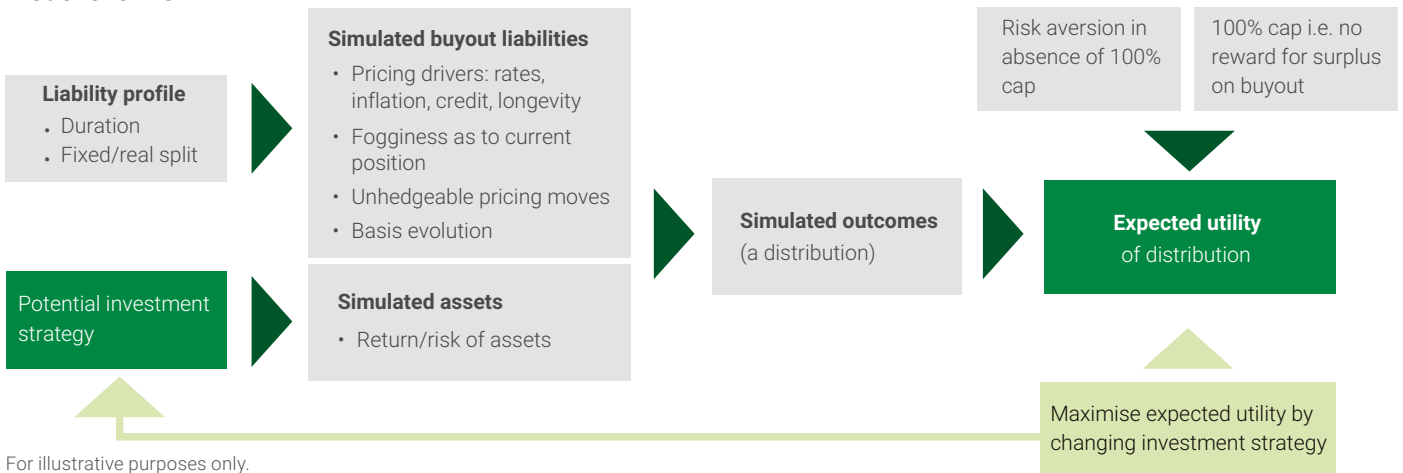 Liability profile
• Duration
• Fixed/real split
Potential investment
strategy
Simulated buyout liabilities
• Pricing drivers: rates,
inflation, credit, longevity
• Fogginess as to current
position
• Unhedgeable pricing moves
• Basis evolution
Simulated assets
• Return/risk of assets
Simulated outcomes
(a distribution)
Risk aversion in
absence of 100%
cap
100% cap i.e. no
reward for surplus
on buyout
Expected utility
of distribution
Maximise expected utility by
changing investment strategy
For illustrative purposes only.